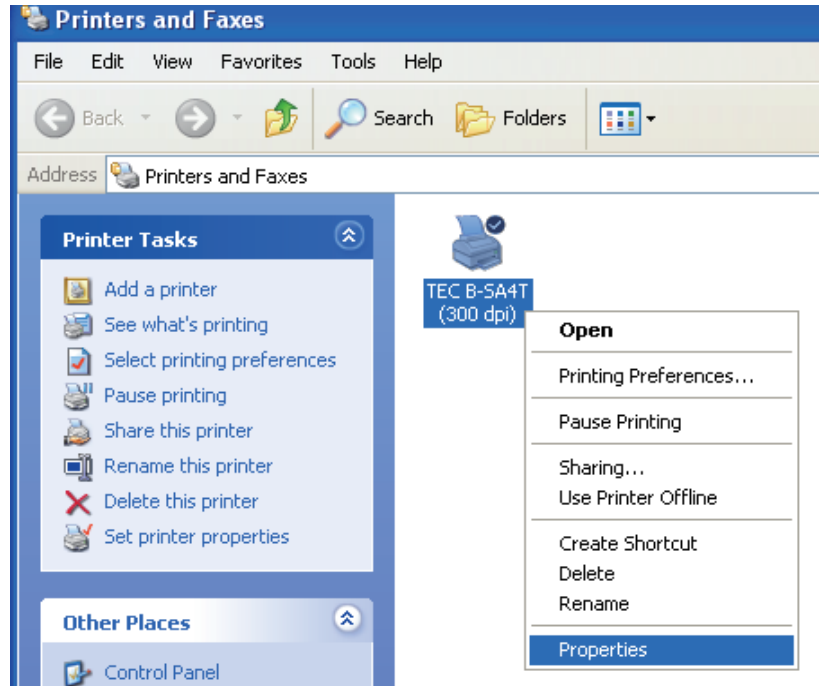 Printers and Faxes
File Edit View Favorites Tools Help
Back Search Folders
Address Printers and Faxes
Printer Tasks
Add a printer
See what's printing
Select printing preferences
Pause printing
Share this printer
Rename this printer
Delete this printer
Set printer properties
Other Places
Control Panel
TEC B-SA4T
(300 dpi)
Open
Printing Preferences...
Pause Printing
Sharing...
Use Printer Offline
Create Shortcut
Delete
Rename
Properties